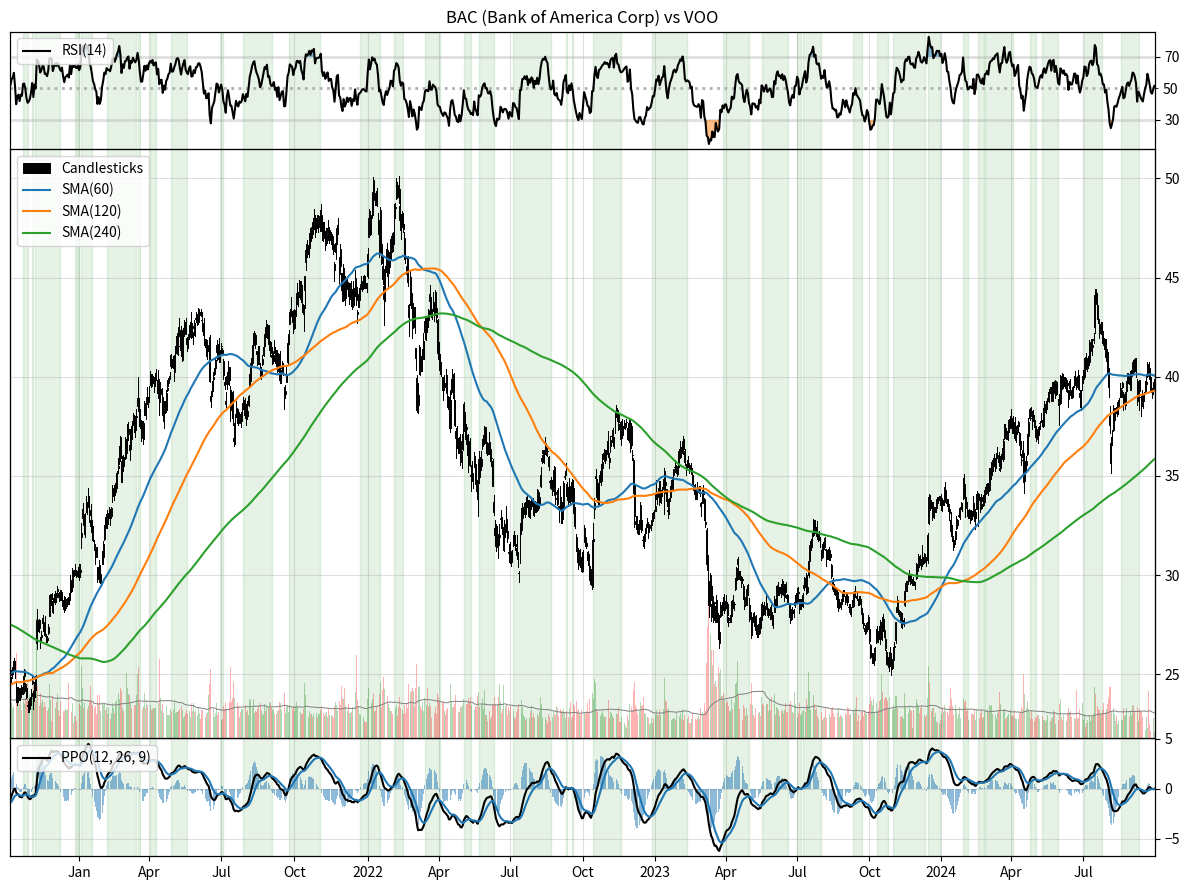 BAC (Bank of America Corp) vs VOO
RSI(14)
70
50
30
Candlesticks
SMA(60)
SMA(120)
SMA(240)
50
45
40
35
30
25
PPO(12, 26, 9)
5
0
−5
Jan Apr Jul Oct 2022 Apr Jul Oct 2023 Apr Jul Oct 2024 Apr Jul